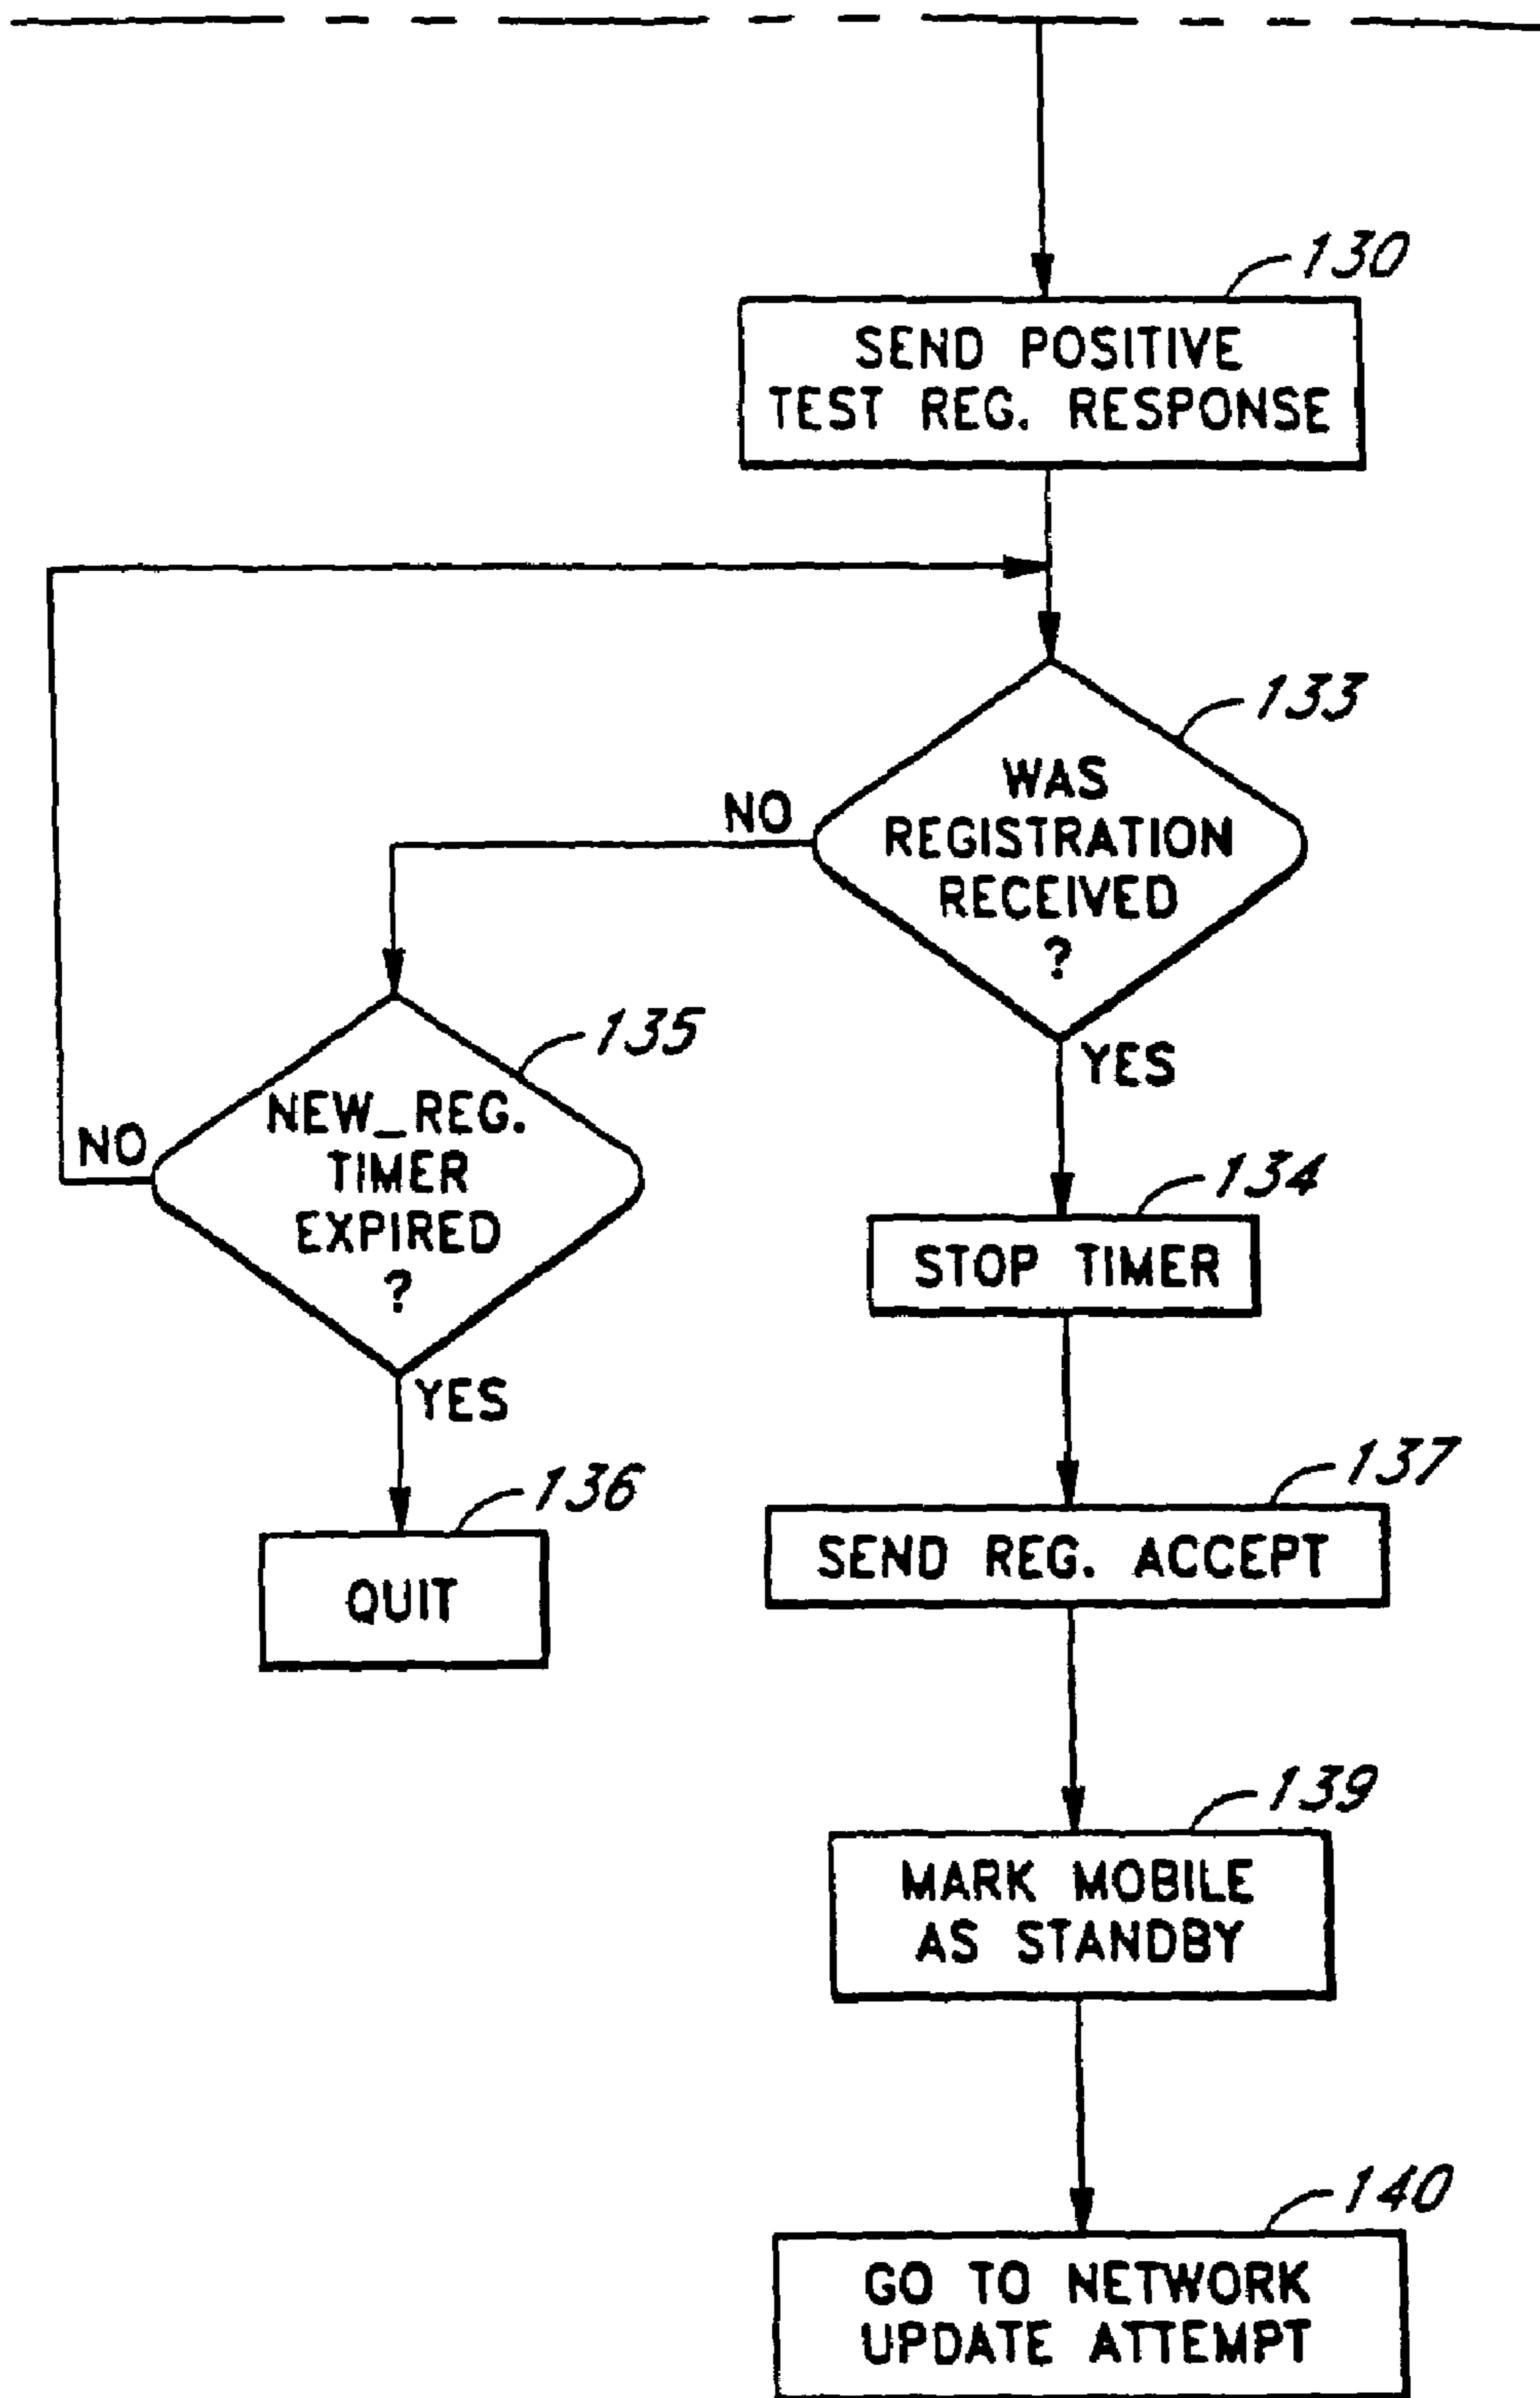 130
SEND POSITIVE
TEST REG. RESPONSE
133
WAS
REGISTRATION
RECEIVED
?
NO
YES
135
NEW_REG.
TIMER
EXPIRED
?
NO
YES
134
STOP TIMER
136
QUIT
137
SEND REG. ACCEPT
139
MARK MOBILE
AS STANDBY
140
GO TO NETWORK
UPDATE ATTEMPT